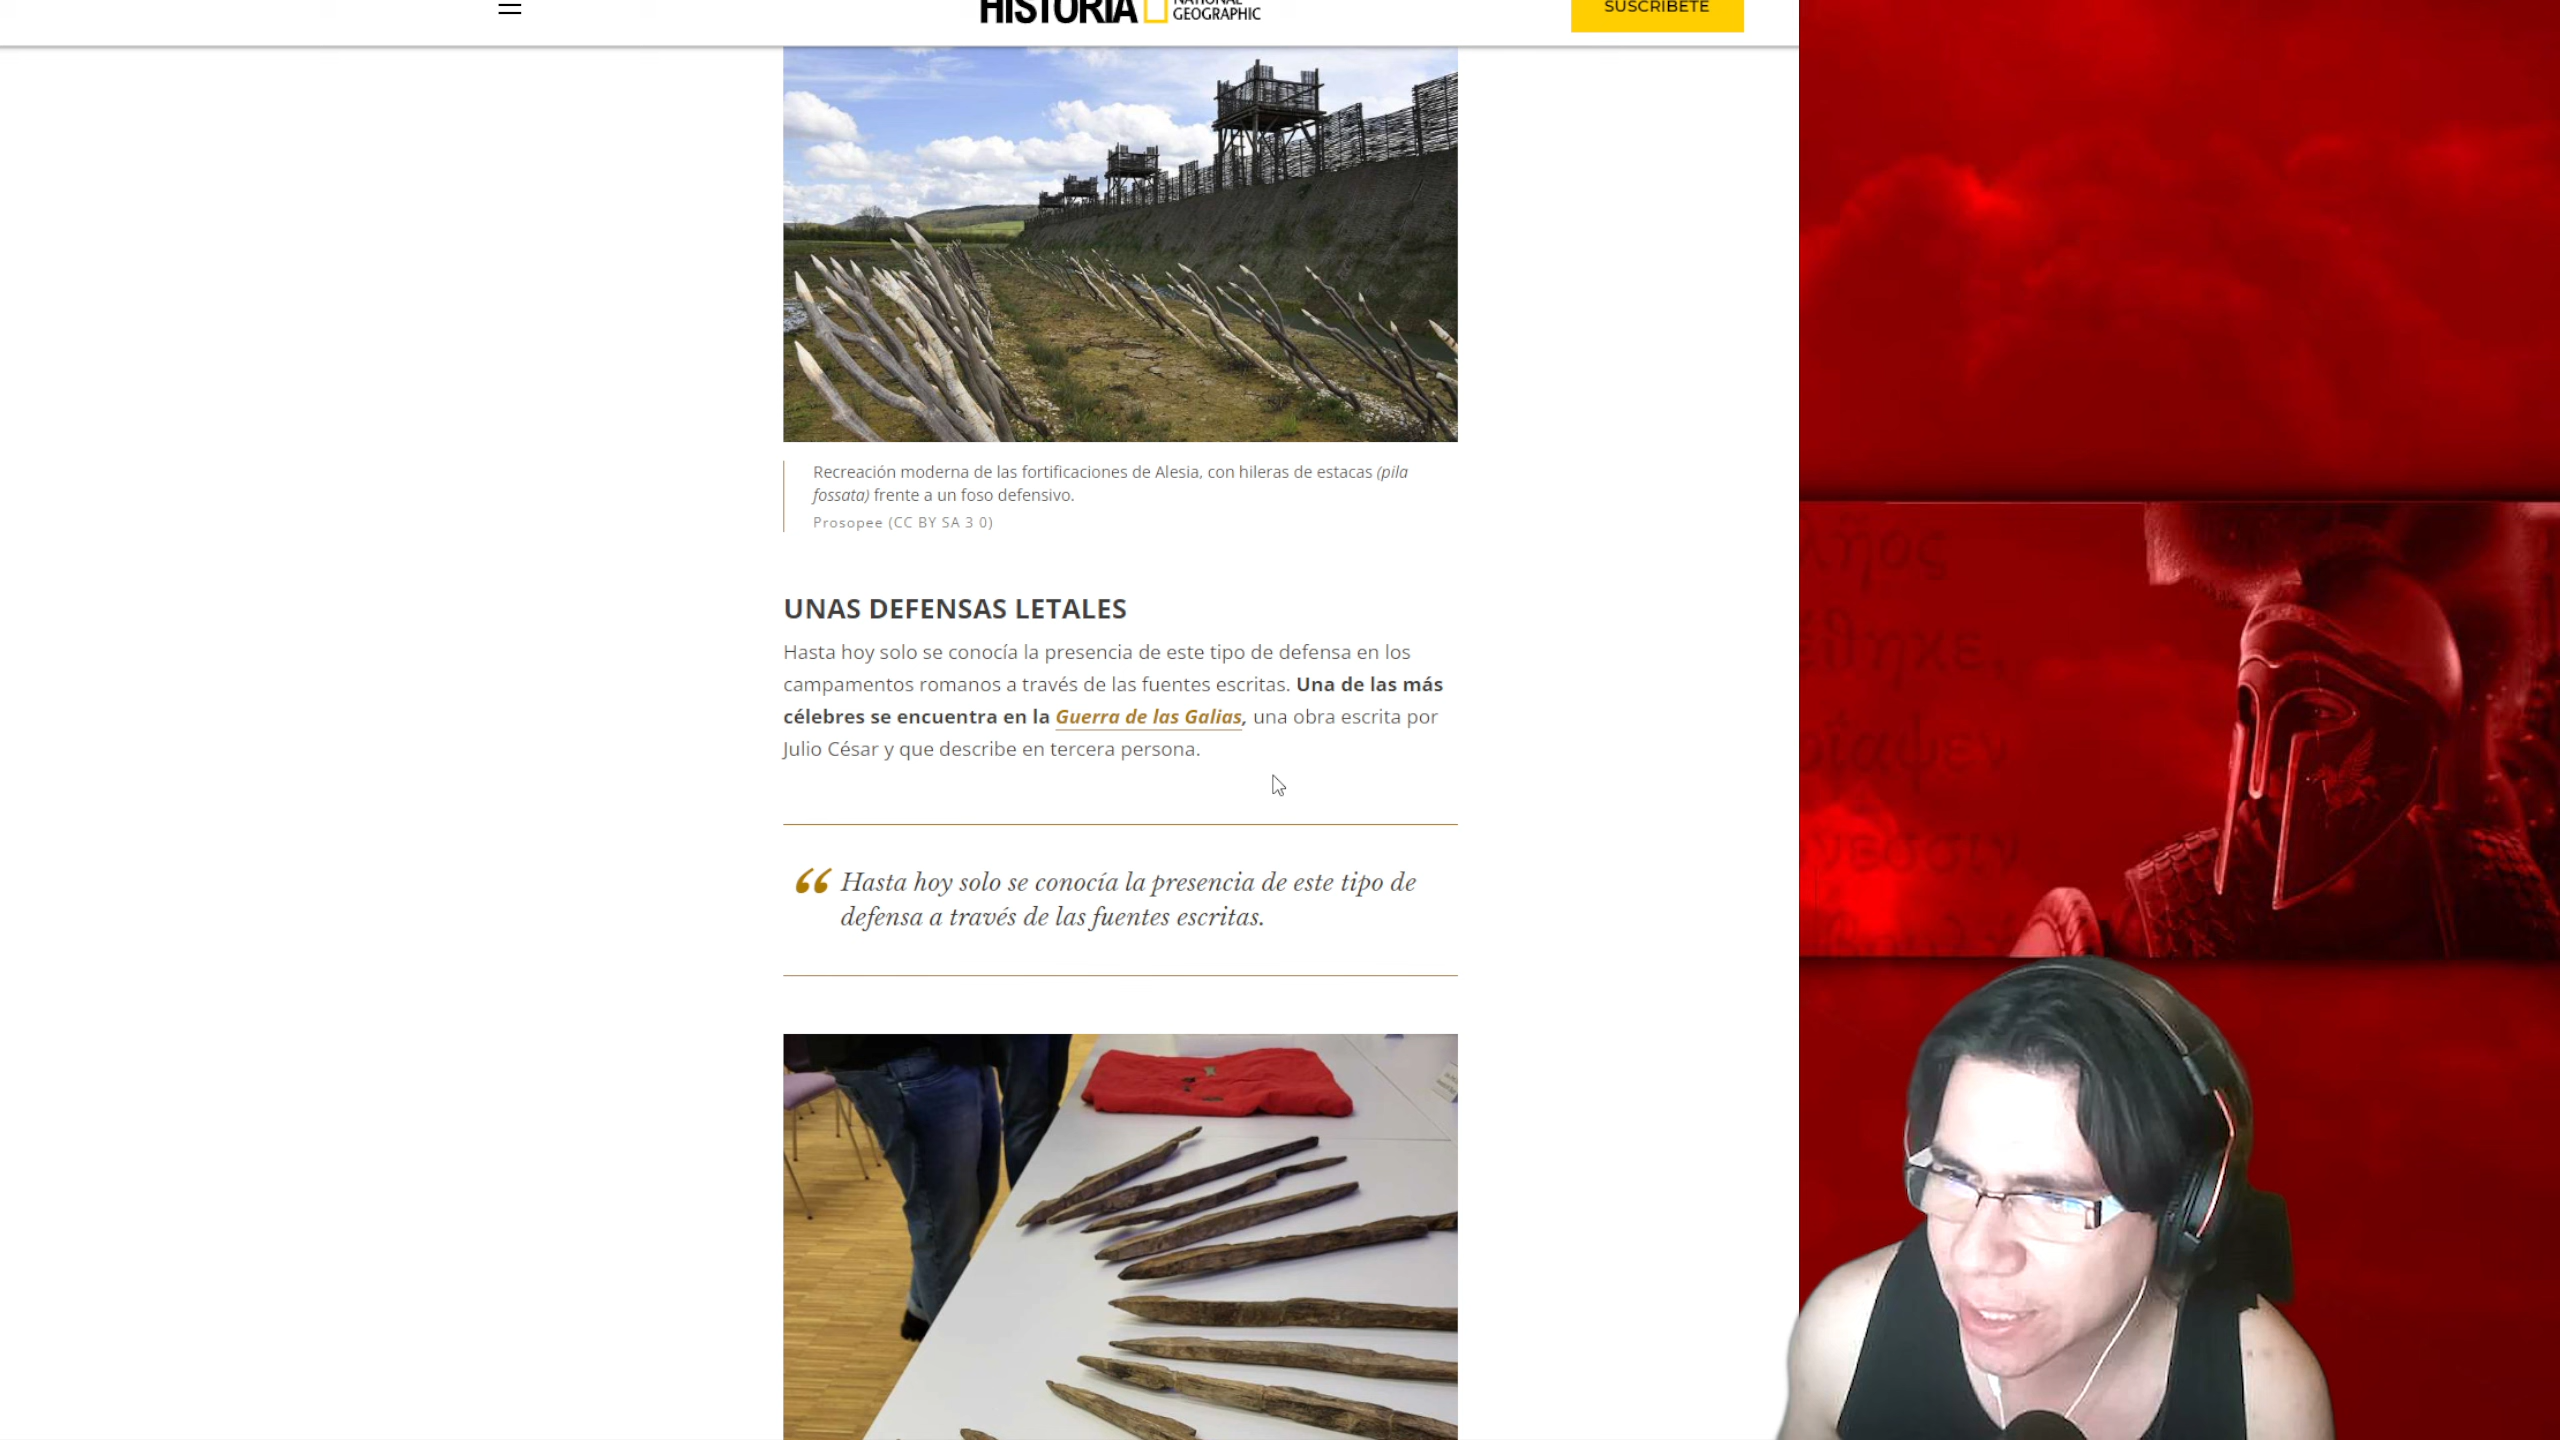 HISTORIA
NATIONAL
GEOGRAPHIC
SUSCRÍBETE
Recreación moderna de las fortificaciones de Alesia, con hileras de estacas (pila
fossata) frente a un foso defensivo.
Prosopee (CC BY SA 3 0)
UNAS DEFENSAS LETALES
Hasta hoy solo se conocía la presencia de este tipo de defensa en los
campamentos romanos a través de las fuentes escritas. Una de las más
célebres se encuentra en la Guerra de las Galias, una obra escrita por
Julio César y que describe en tercera persona.
“ Hasta hoy solo se conocía la presencia de este tipo de
defensa a través de las fuentes escritas.